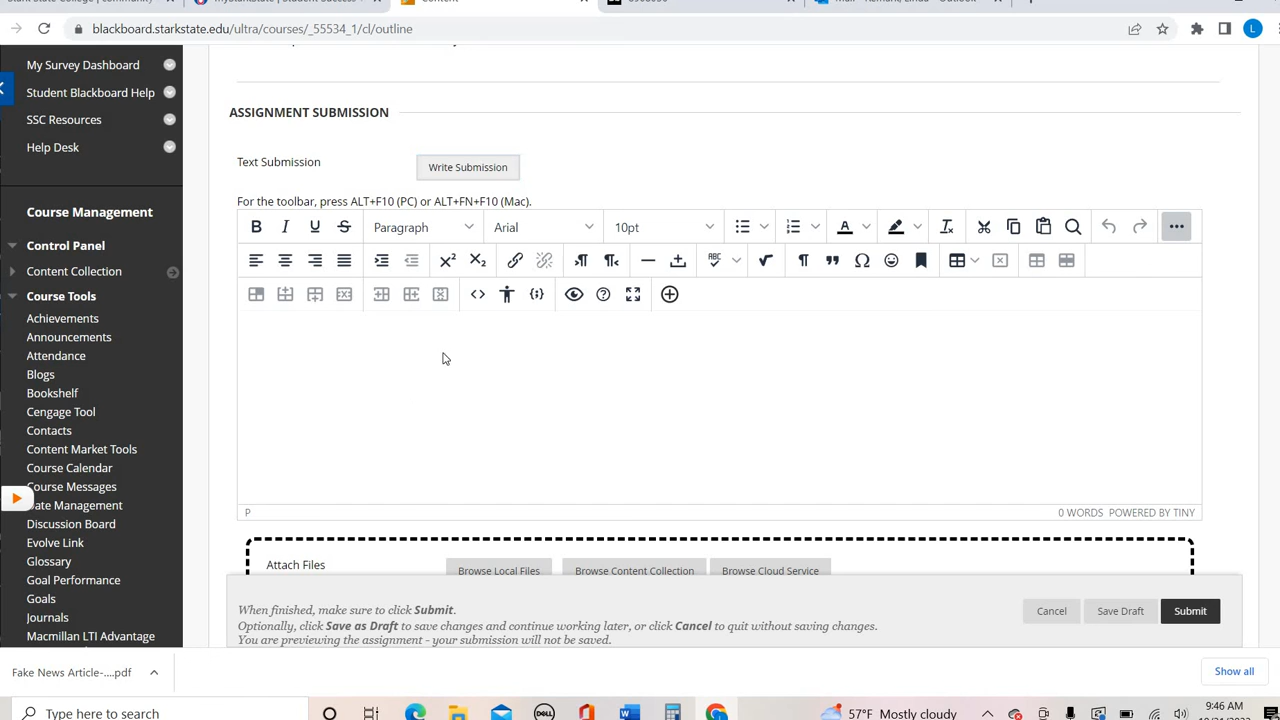 Content
blackboard.starkstate.edu/ultra/courses/_55534_1/cl/outline
L
My Survey Dashboard
Student Blackboard Help
SSC Resources
Help Desk
Course Management
Control Panel
Content Collection
Course Tools
Achievements
Announcements
Attendance
Blogs
Bookshelf
Cengage Tool
Contacts
Content Market Tools
Course Calendar
Course Messages
Date Management
Discussion Board
Evolve Link
Glossary
Goal Performance
Goals
Journals
Macmillan LTI Advantage
ASSIGNMENT SUBMISSION
Text Submission
Write Submission
For the toolbar, press ALT+F10 (PC) or ALT+FN+F10 (Mac).
B I U S Paragraph Arial 10pt
P
0 WORDS POWERED BY TINY
Attach Files
Browse Local Files
Browse Content Collection
Browse Cloud Service
When finished, make sure to click Submit.
Optionally, click Save as Draft to save changes and continue working later, or click Cancel to quit without saving changes.
You are previewing the assignment - your submission will not be saved.
Cancel
Save Draft
Submit
Fake News Article-....pdf
Show all
Type here to search
57°F Mostly cloudy
9:46 AM